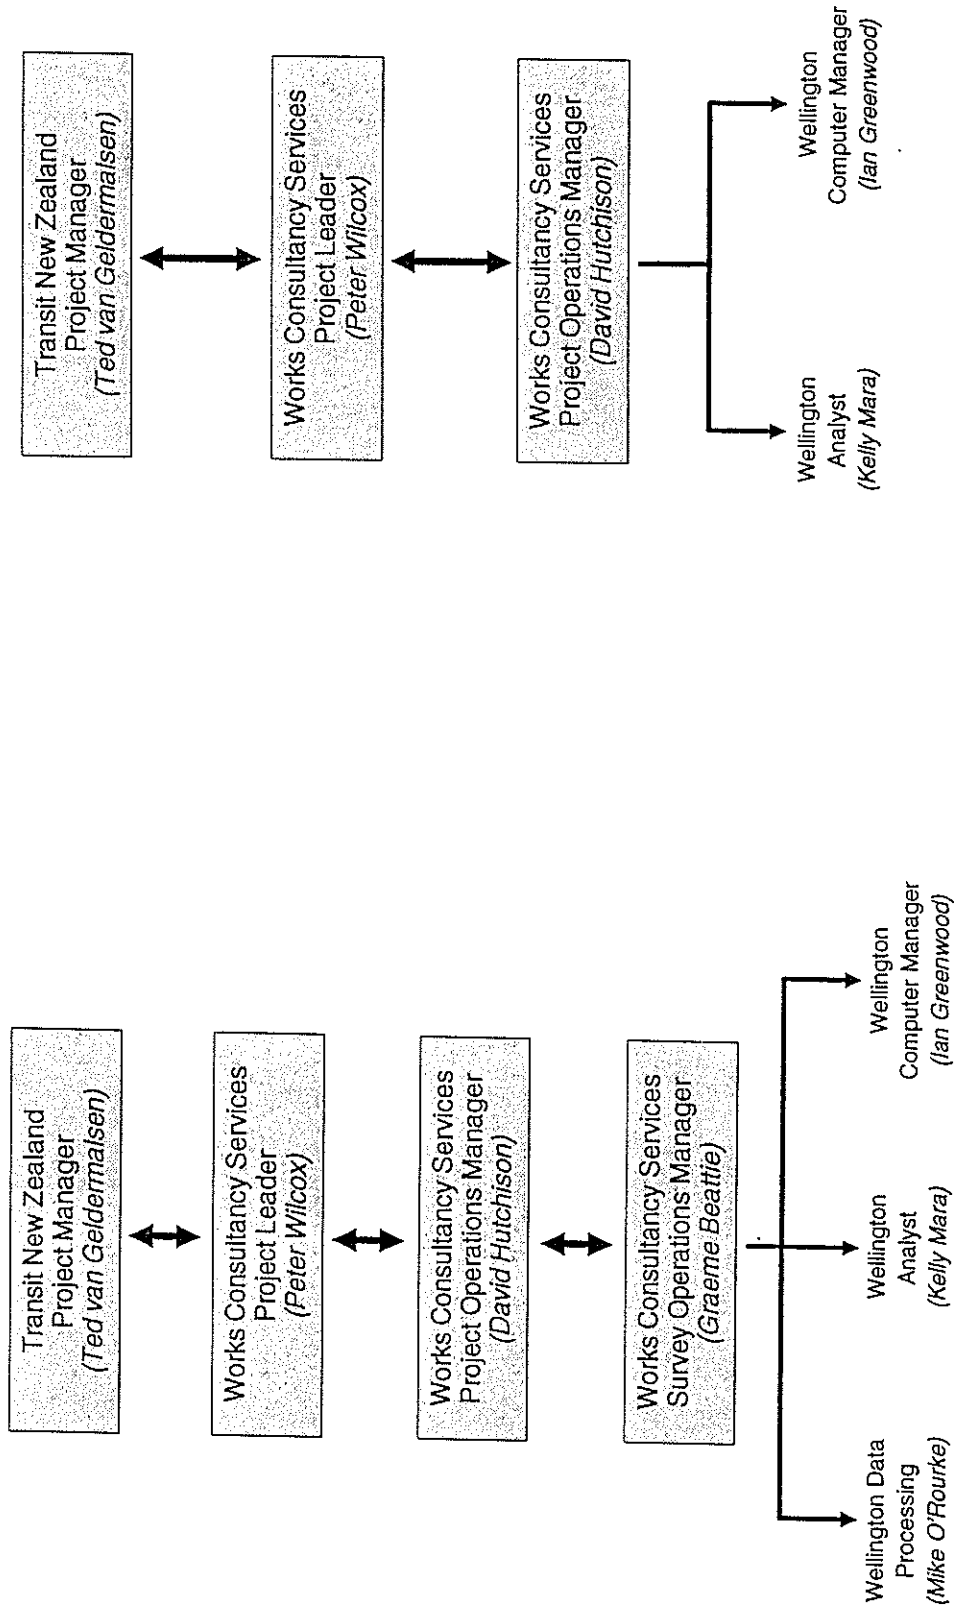 Transit New Zealand
Project Manager
(Ted van Geldermalsen)
Works Consultancy Services
Project Leader
(Peter Wilcox)
Works Consultancy Services
Project Operations Manager
(David Hutchison)
Works Consultancy Services
Survey Operations Manager
(Graeme Beattie)
Wellington Data
Processing
(Mike O'Rourke)
Wellington
Analyst
(Kelly Mara)
Wellington
Computer Manager
(Ian Greenwood)
Transit New Zealand
Project Manager
(Ted van Geldermalsen)
Works Consultancy Services
Project Leader
(Peter Wilcox)
Works Consultancy Services
Project Operations Manager
(David Hutchison)
Wellington
Analyst
(Kelly Mara)
Wellington
Computer Manager
(Ian Greenwood)